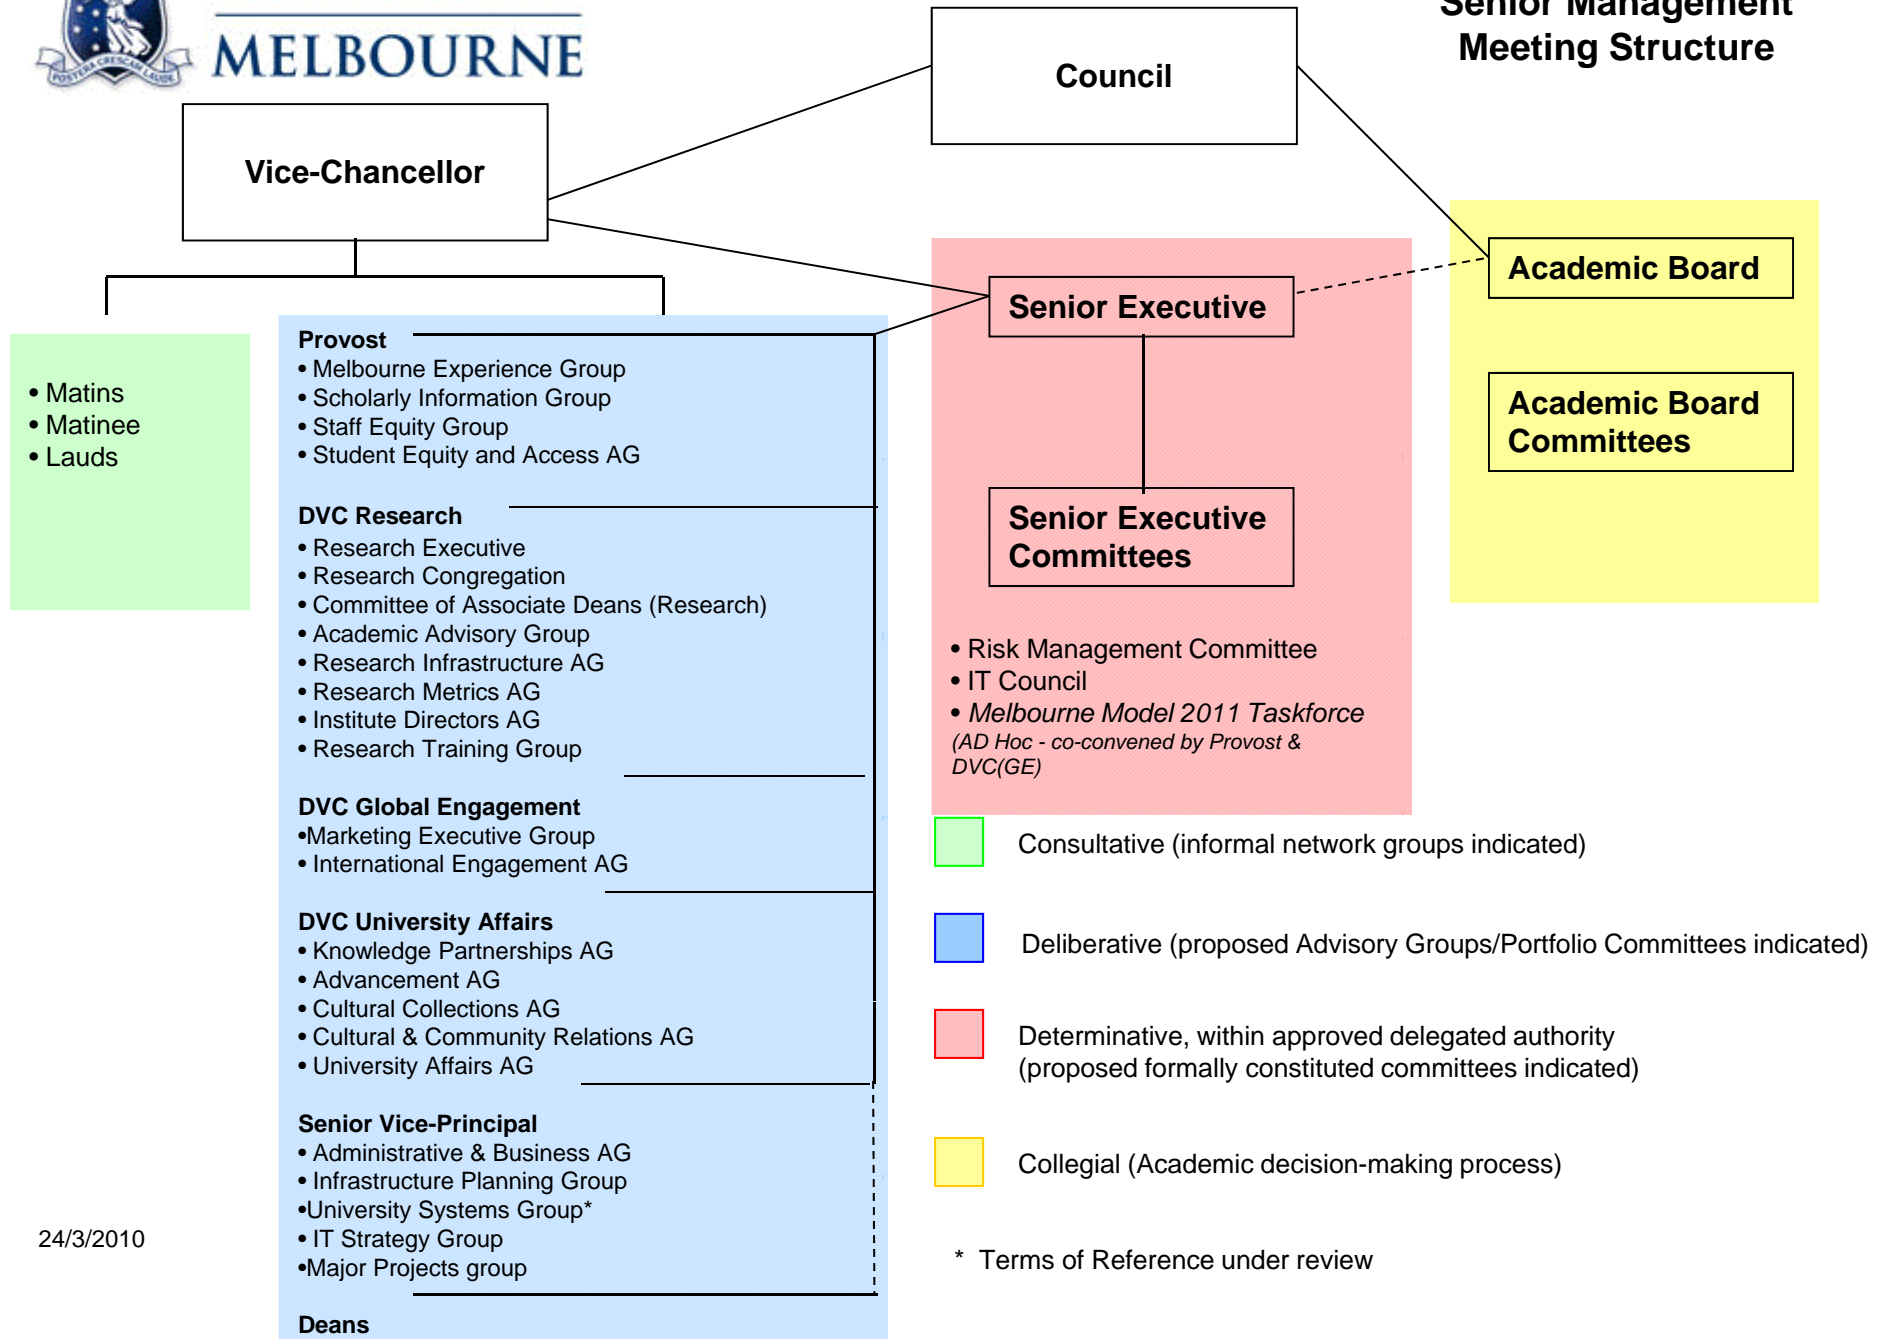 POSTERA CRESCAM LAUDE
MELBOURNE
Senior Management
Meeting Structure
Council
Vice-Chancellor
Academic Board
Senior Executive
Academic Board
Committees
Senior Executive
Committees
• Matins
• Matinee
• Lauds
Provost
• Melbourne Experience Group
• Scholarly Information Group
• Staff Equity Group
• Student Equity and Access AG
DVC Research
• Research Executive
• Research Congregation
• Committee of Associate Deans (Research)
• Academic Advisory Group
• Research Infrastructure AG
• Research Metrics AG
• Institute Directors AG
• Research Training Group
DVC Global Engagement
•Marketing Executive Group
• International Engagement AG
DVC University Affairs
• Knowledge Partnerships AG
• Advancement AG
• Cultural Collections AG
• Cultural & Community Relations AG
• University Affairs AG
Senior Vice-Principal
• Administrative & Business AG
• Infrastructure Planning Group
•University Systems Group*
• IT Strategy Group
•Major Projects group
Deans
• Risk Management Committee
• IT Council
• Melbourne Model 2011 Taskforce
(AD Hoc - co-convened by Provost &
DVC(GE)
Consultative (informal network groups indicated)
Deliberative (proposed Advisory Groups/Portfolio Committees indicated)
Determinative, within approved delegated authority
(proposed formally constituted committees indicated)
Collegial (Academic decision-making process)
* Terms of Reference under review
24/3/2010